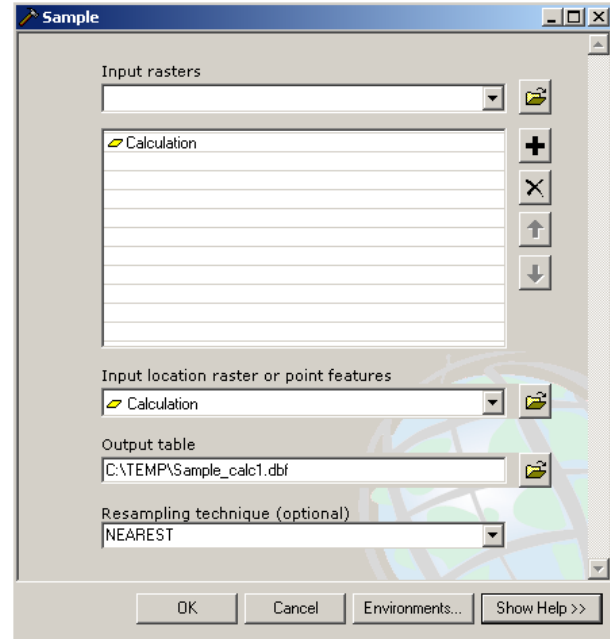 Sample
Input rasters
Calculation
Input location raster or point features
Calculation
Output table
C:\TEMP\Sample_calc1.dbf
Resampling technique (optional)
NEAREST
OK Cancel Environments... Show Help >>